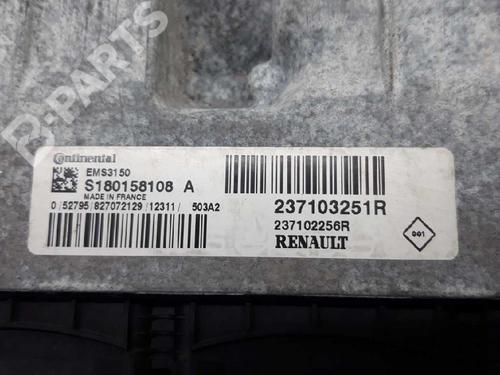 B-PARTS
Continental
EMS3150
S180158108 A
MADE IN FRANCE
0/52795/827072129/12311/ 503A2
237103251R
237102256R
RENAULT
001